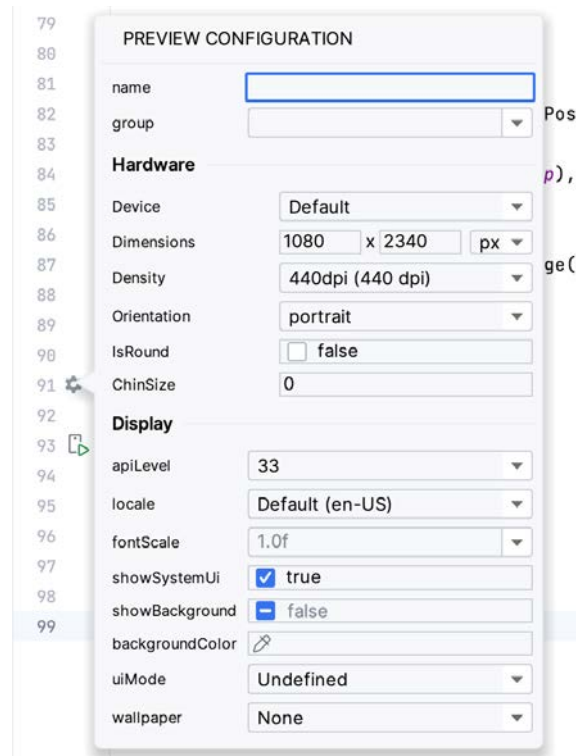 79
80
81
82
83
84
85
86
87
88
89
90
91
92
93
94
95
96
97
98
99
PREVIEW CONFIGURATION
name
group
Hardware
Device Default
Dimensions 1080 x 2340 px
Density 440dpi (440 dpi)
Orientation portrait
IsRound false
ChinSize 0
Display
apiLevel 33
locale Default (en-US)
fontScale 1.0f
showSystemUi true
showBackground false
backgroundColor
uiMode Undefined
wallpaper None
Pos
p),
ge(